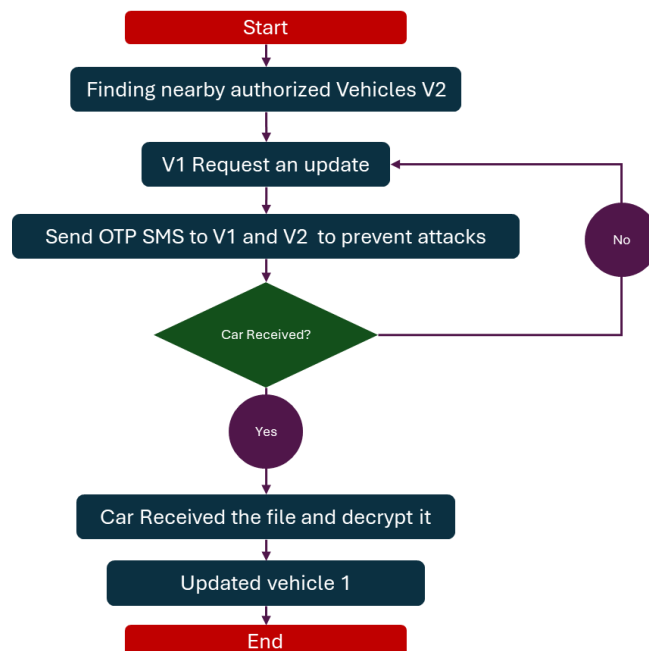 Start
Finding nearby authorized Vehicles V2
V1 Request an update
Send OTP SMS to V1 and V2 to prevent attacks
No
Car Received?
Yes
Car Received the file and decrypt it
Updated vehicle 1
End